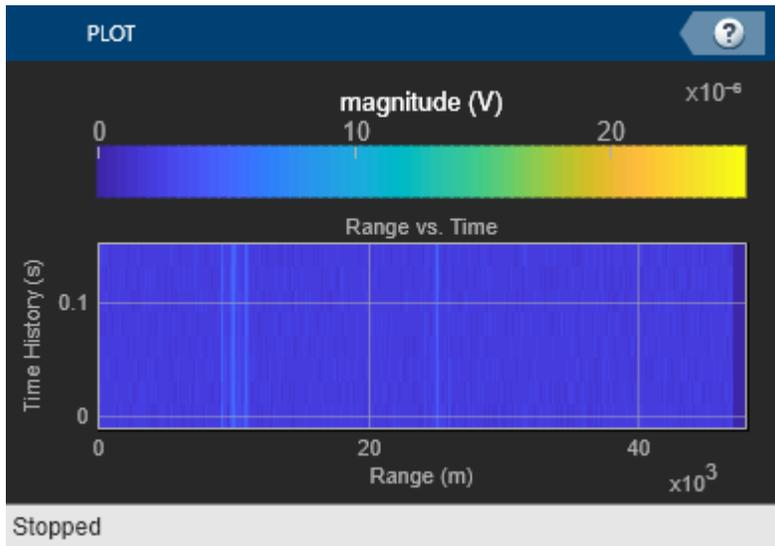 PLOT ?
magnitude (V) x10⁻⁶
0 10 20
Range vs. Time
Time History (s)
0.1
0
0 20 40
Range (m) x10³
Stopped